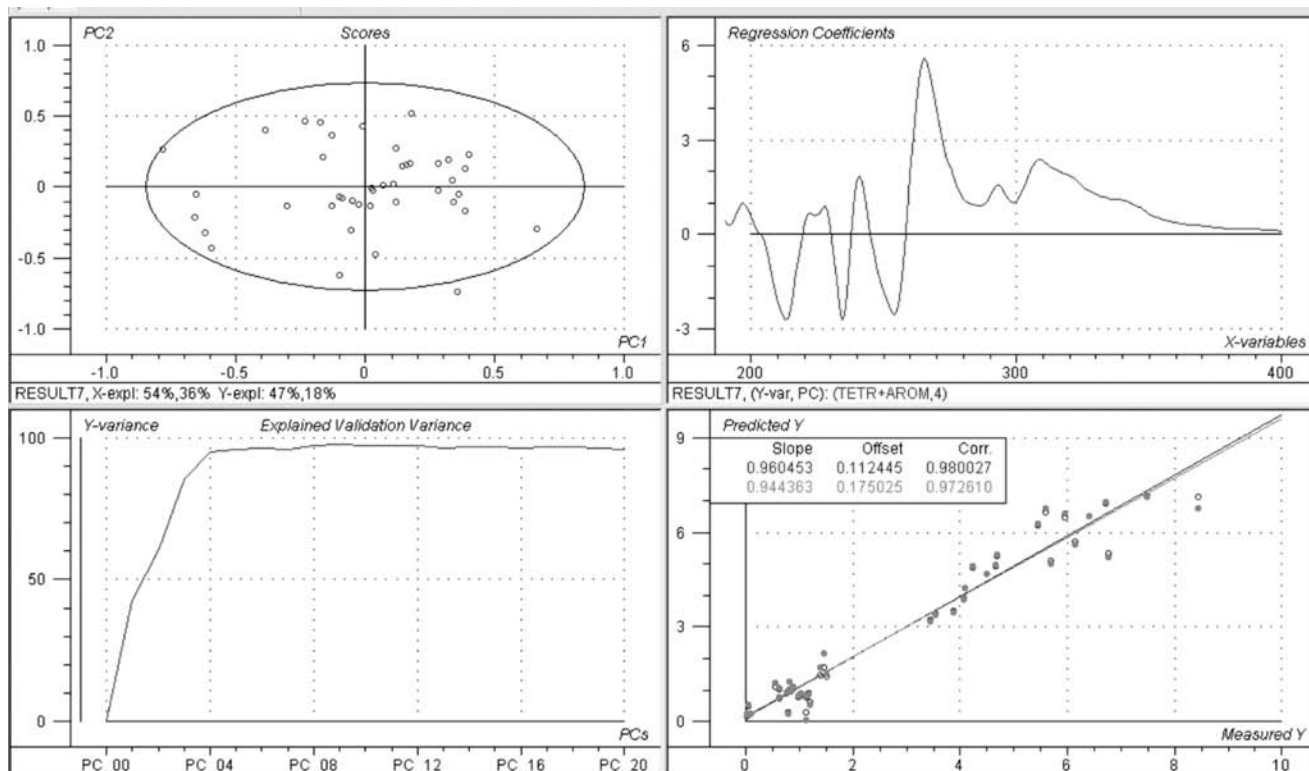 PC2 Scores
1.0
0.5
0
-0.5
-1.0
PC1
-1.0 -0.5 0 0.5 1.0
RESULT7, X-expl: 54%,36% Y-expl: 47%,18%
Regression Coefficients
6
3
0
-3
X-variables
200 300 400
RESULT7, (Y-var, PC): (TETR+AROM,4)
Y-variance Explained Validation Variance
100
50
0
PCs
PC_00 PC_04 PC_08 PC_12 PC_16 PC_20
Predicted Y
9
Slope Offset Corr.
0.960453 0.112445 0.980027
0.944363 0.175025 0.972610
6
3
0
Measured Y
0 2 4 6 8 10